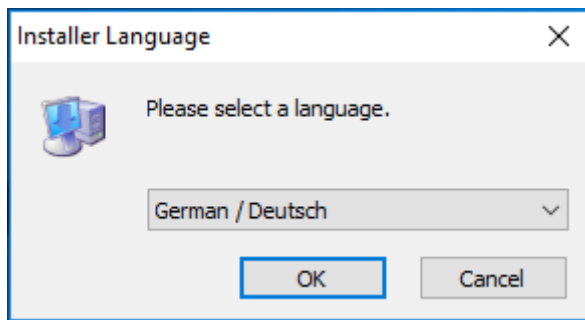 Installer Language
Please select a language.
German / Deutsch
OK
Cancel